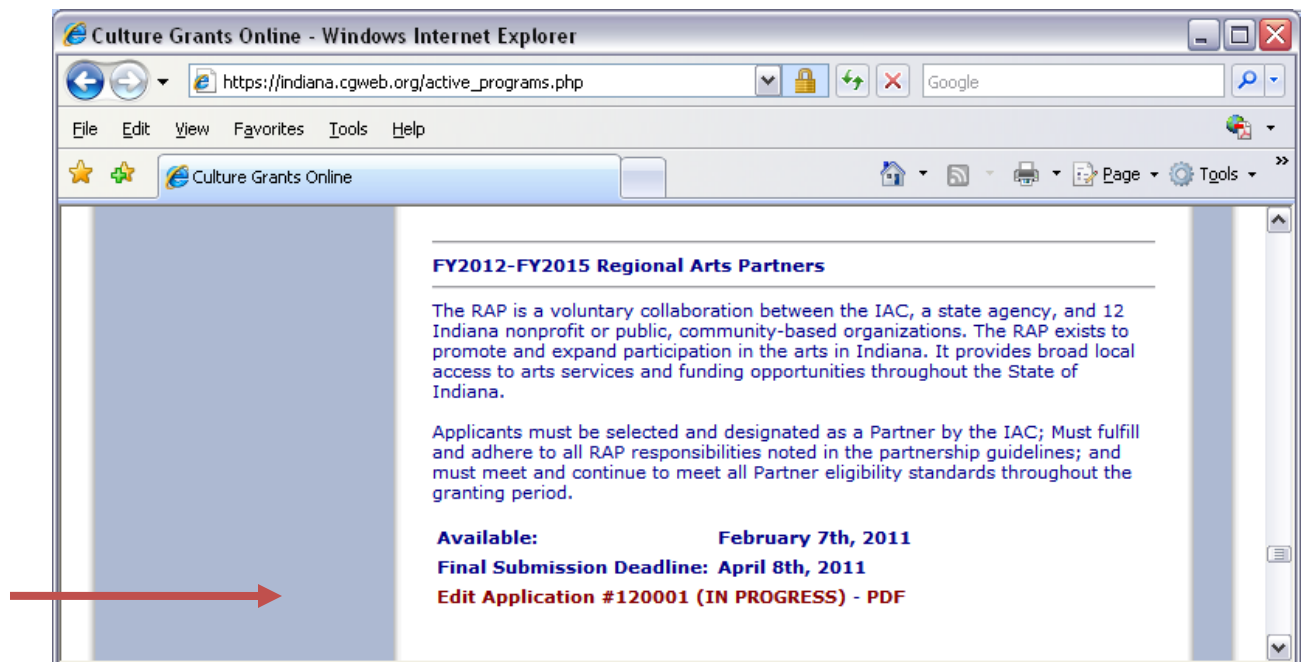 Culture Grants Online - Windows Internet Explorer
https://indiana.cgweb.org/active_programs.php
Google
File Edit View Favorites Tools Help
Culture Grants Online
Page Tools
FY2012-FY2015 Regional Arts Partners
The RAP is a voluntary collaboration between the IAC, a state agency, and 12
Indiana nonprofit or public, community-based organizations. The RAP exists to
promote and expand participation in the arts in Indiana. It provides broad local
access to arts services and funding opportunities throughout the State of
Indiana.
Applicants must be selected and designated as a Partner by the IAC; Must fulfill
and adhere to all RAP responsibilities noted in the partnership guidelines; and
must meet and continue to meet all Partner eligibility standards throughout the
granting period.
Available: February 7th, 2011
Final Submission Deadline: April 8th, 2011
Edit Application #120001 (IN PROGRESS) - PDF